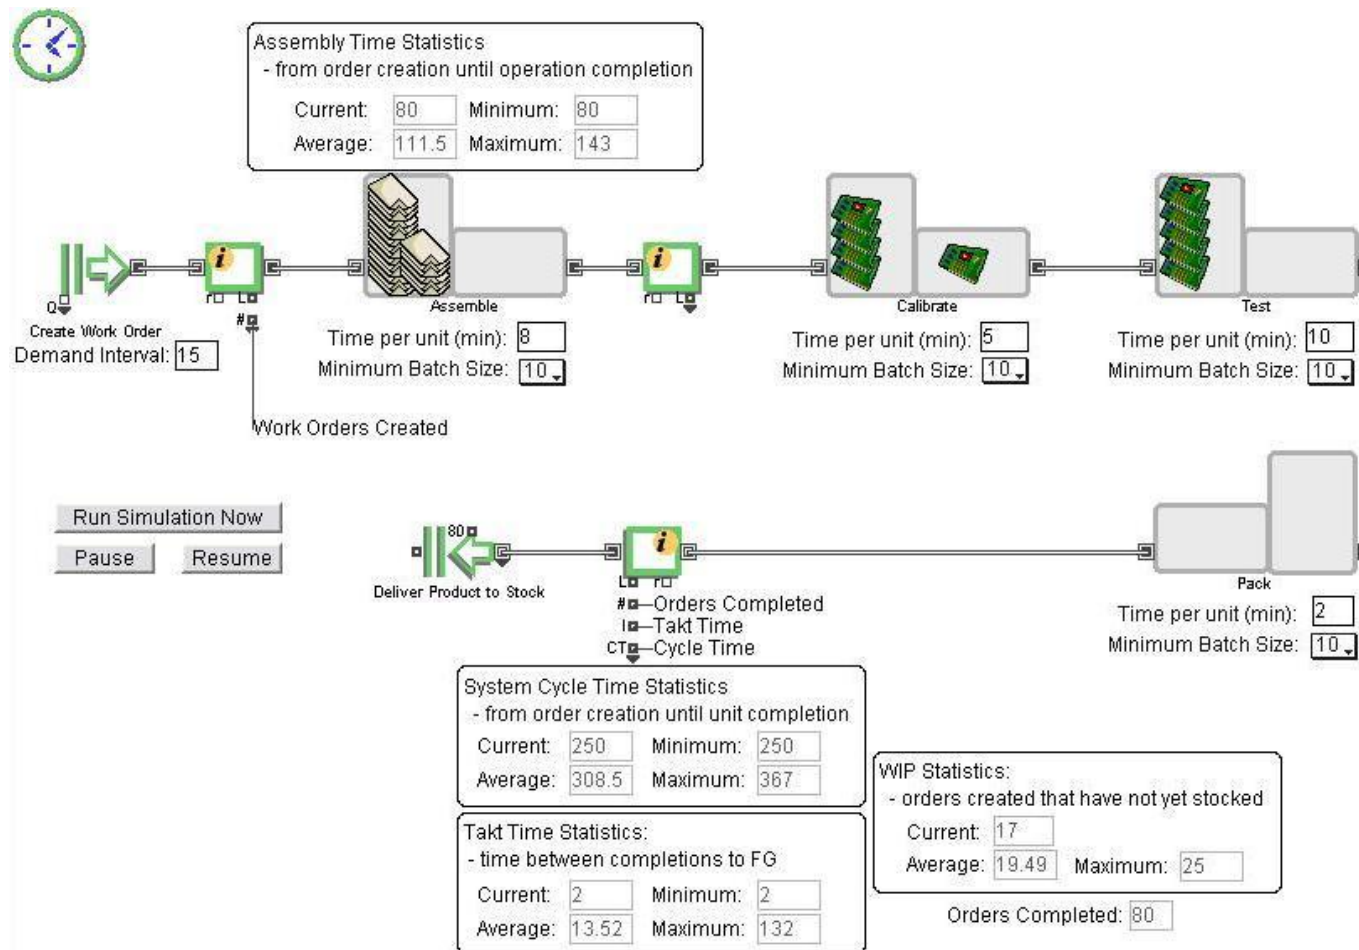 Assembly Time Statistics
- from order creation until operation completion
Current: 80 Minimum: 80
Average: 111.5 Maximum: 143
i
i
Q
r L
r L
#
Create Work Order
Demand Interval: 15
Assemble
Time per unit (min): 8
Minimum Batch Size: 10
Calibrate
Time per unit (min): 5
Minimum Batch Size: 10
Test
Time per unit (min): 10
Minimum Batch Size: 10
Work Orders Created
Run Simulation Now
Pause Resume
80
i
Deliver Product to Stock
L r
# Orders Completed
I Takt Time
CT Cycle Time
Pack
Time per unit (min): 2
Minimum Batch Size: 10
System Cycle Time Statistics
- from order creation until unit completion
Current: 250 Minimum: 250
Average: 308.5 Maximum: 367
Takt Time Statistics:
- time between completions to FG
Current: 2 Minimum: 2
Average: 13.52 Maximum: 132
WIP Statistics:
- orders created that have not yet stocked
Current: 17
Average: 19.49 Maximum: 25
Orders Completed: 80